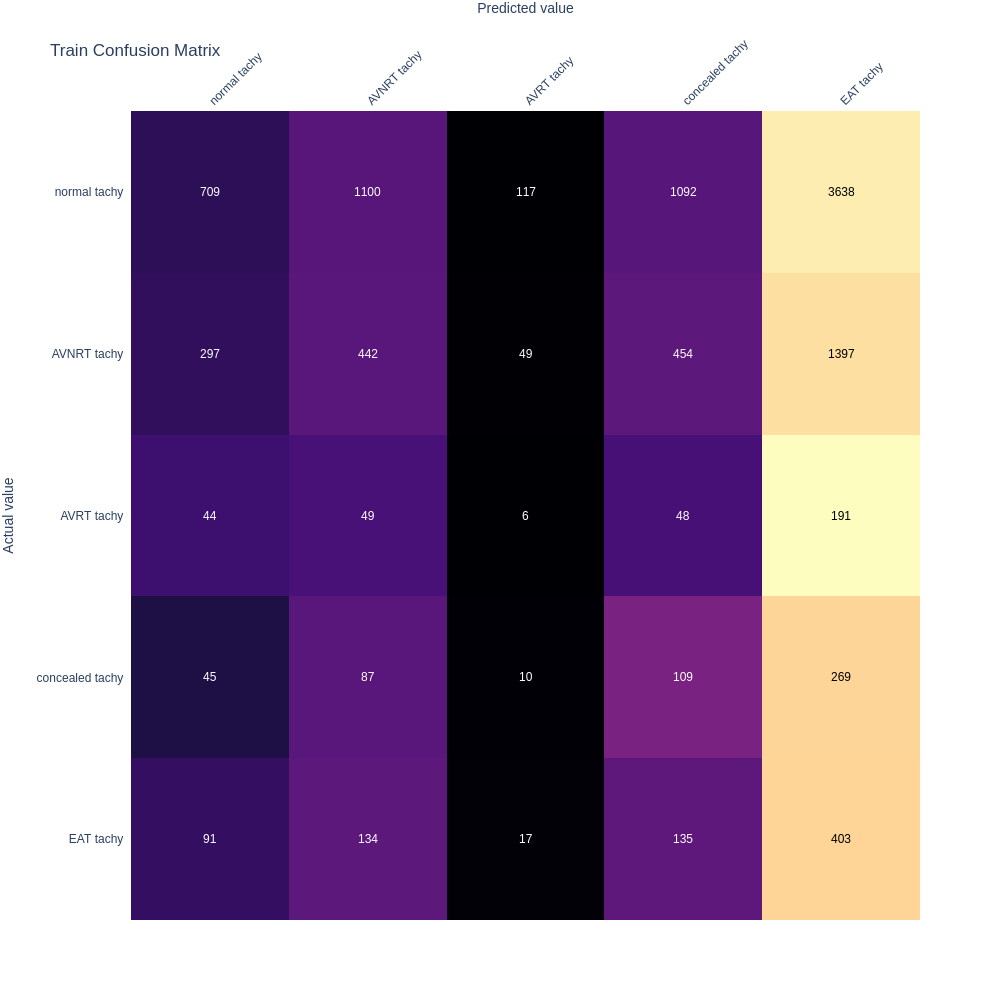 Predicted value
Train Confusion Matrix
normal tachy AVNRT tachy AVRT tachy concealed tachy EAT tachy
normal tachy 709 1100 117 1092 3638
AVNRT tachy 297 442 49 454 1397
AVRT tachy 44 49 6 48 191
concealed tachy 45 87 10 109 269
EAT tachy 91 134 17 135 403
Actual value